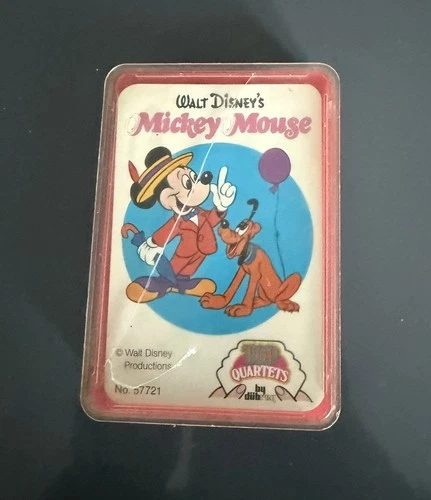 WALT DISNEY'S
Mickey Mouse
© Walt Disney
Productions
No. 57721
QUARTETS
by